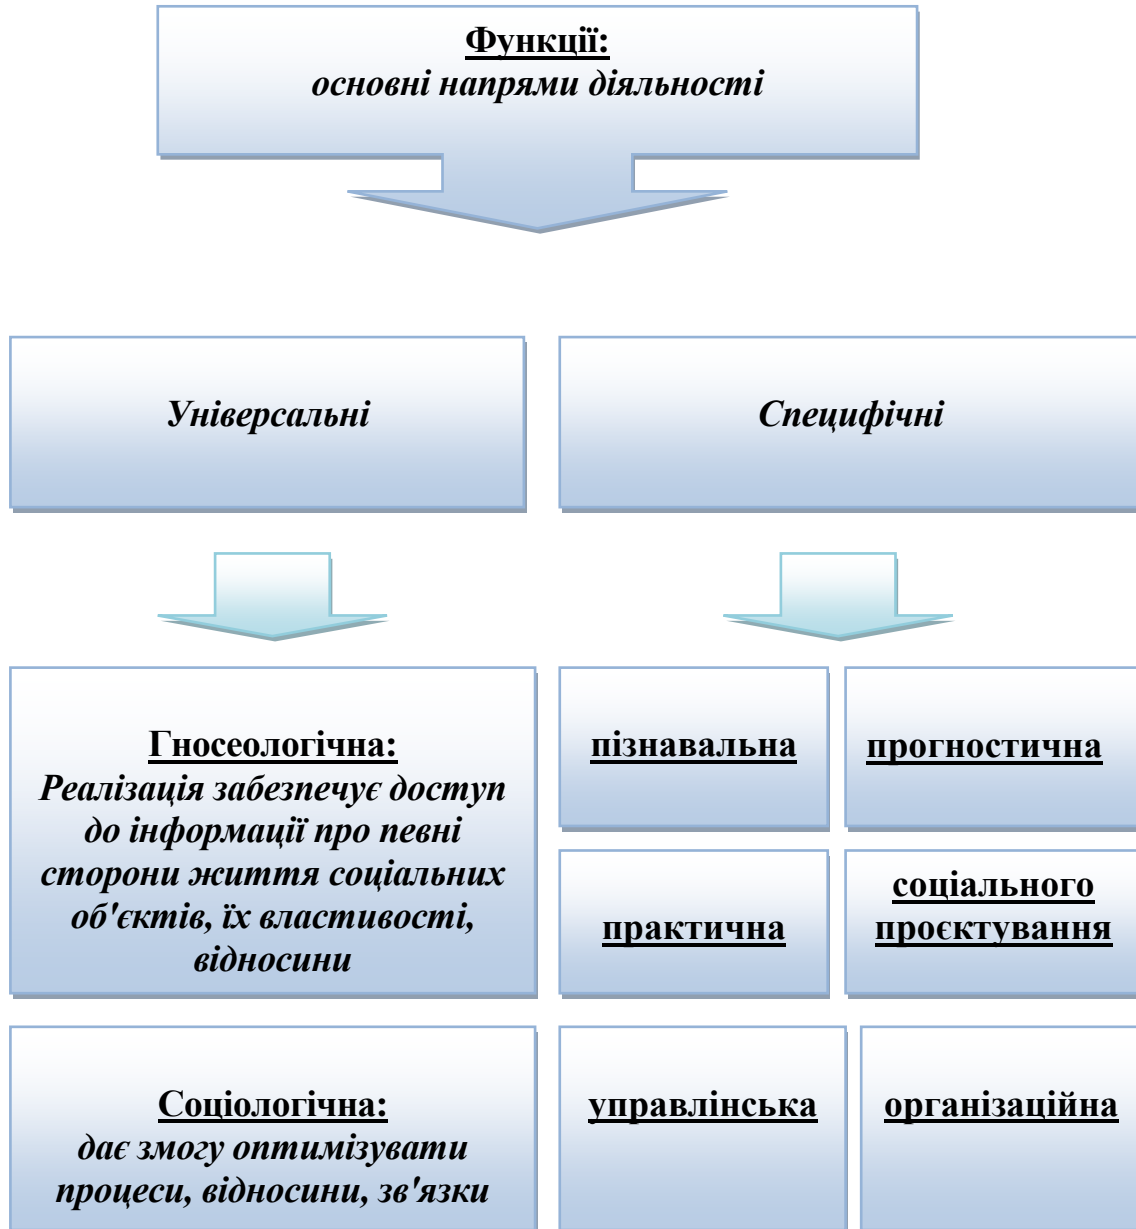 Функції:
основні напрями діяльності
Універсальні
Специфічні
Гносеологічна:
Реалізація забезпечує доступ
до інформації про певні
сторони життя соціальних
об'єктів, їх властивості,
відносини
пізнавальна
прогностична
практична
соціального
проєктування
Соціологічна:
дає змогу оптимізувати
процеси, відносини, зв'язки
управлінська
організаційна